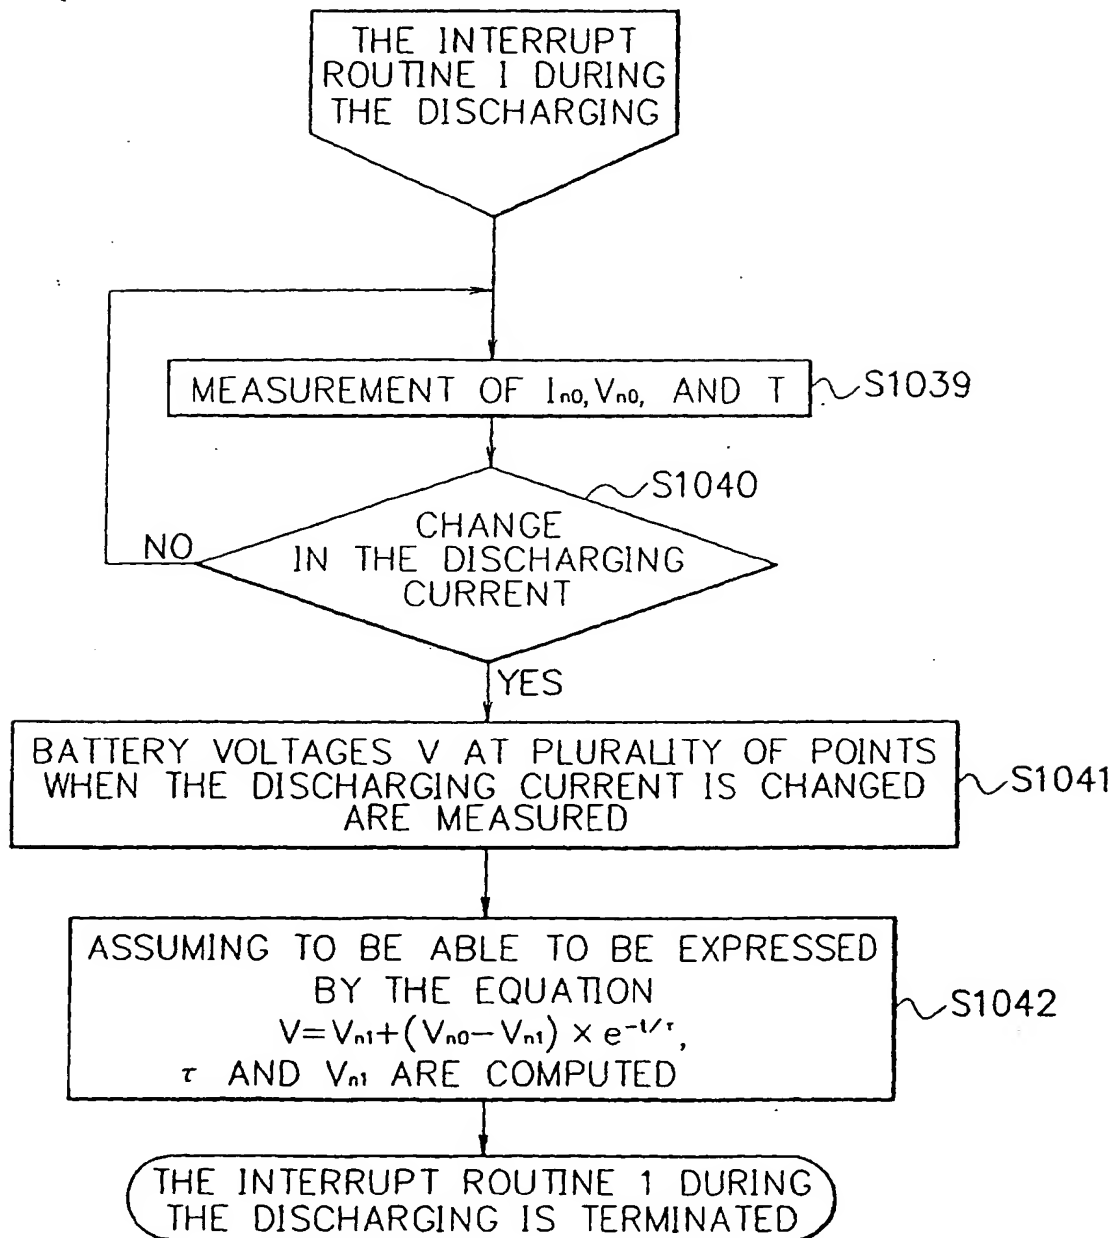 THE INTERRUPT
ROUTINE I DURING
THE DISCHARGING
MEASUREMENT OF In0, Vn0, AND T
S1039
S1040
CHANGE
IN THE DISCHARGING
CURRENT
NO
YES
BATTERY VOLTAGES V AT PLURALITY OF POINTS
WHEN THE DISCHARGING CURRENT IS CHANGED
ARE MEASURED
S1041
ASSUMING TO BE ABLE TO BE EXPRESSED
BY THE EQUATION
V=Vn1+(Vn0−Vn1)×e−t/τ,
τ AND Vn1 ARE COMPUTED
S1042
THE INTERRUPT ROUTINE 1 DURING
THE DISCHARGING IS TERMINATED